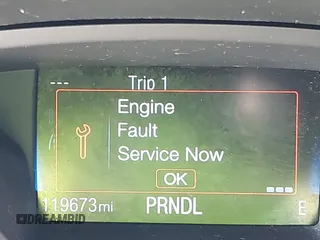 --- Trip 1
Engine
Fault
Service Now
OK
119673mi PRNDL E
DREAMBID